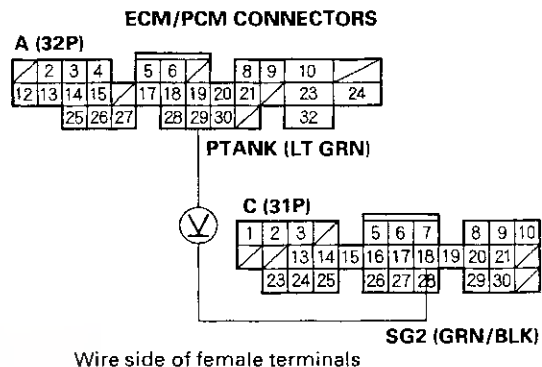 ECM/PCM CONNECTORS
A (32P)
2 3 4 5 6 8 9 10
12 13 14 15 17 18 19 20 21 23 24
25 26 27 28 29 30 32
PTANK (LT GRN)
V
C (31P)
1 2 3 5 6 7 8 9 10
13 14 15 16 17 18 19 20 21
23 24 25 26 27 28 29 30
SG2 (GRN/BLK)
Wire side of female terminals